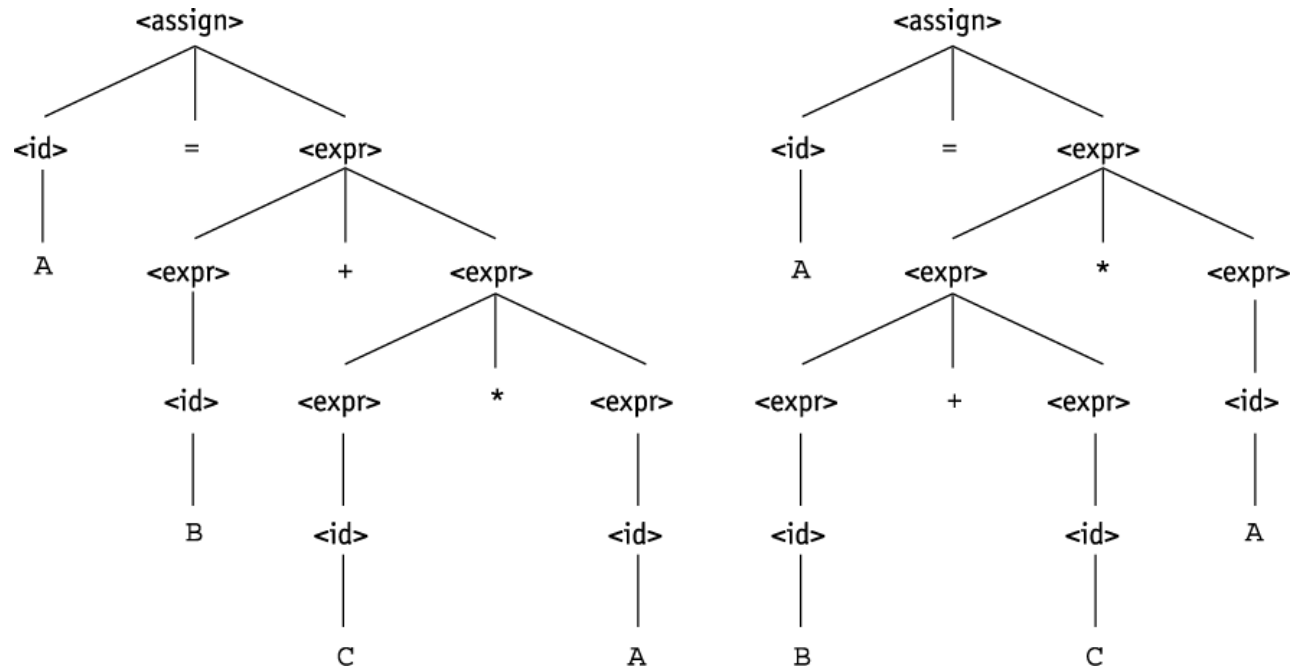 <assign> <assign>
<id> = <expr> <id> = <expr>
A <expr> + <expr> A <expr> * <expr>
<id> <expr> * <expr> <expr> + <expr> <id>
B <id> <id> <id> <id> A
C A B C